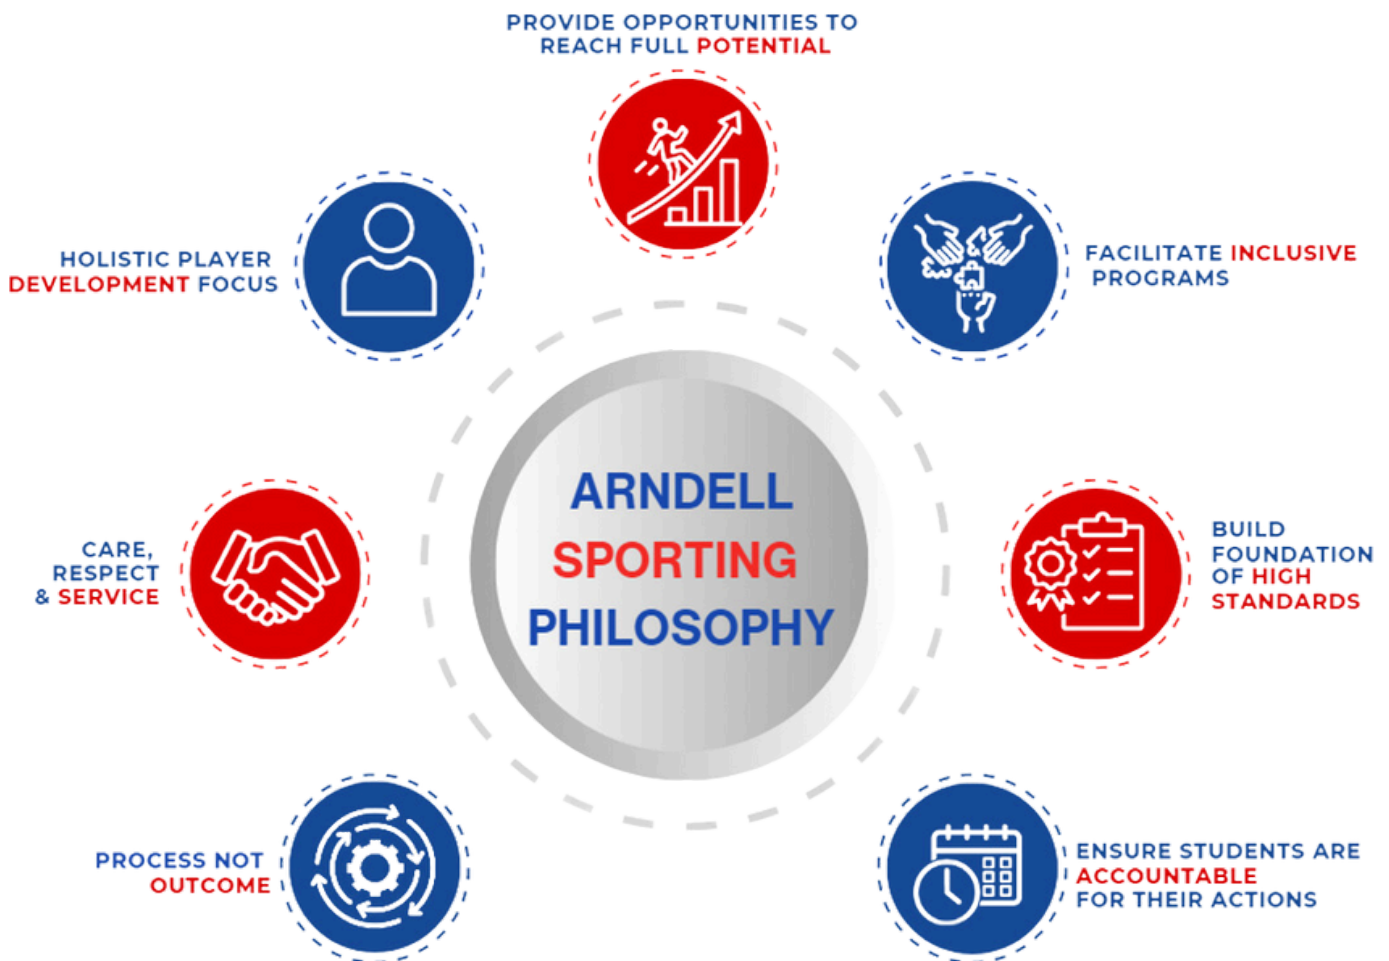 PROVIDE OPPORTUNITIES TO
REACH FULL POTENTIAL
HOLISTIC PLAYER
DEVELOPMENT FOCUS
FACILITATE INCLUSIVE
PROGRAMS
ARNDELL
SPORTING
PHILOSOPHY
CARE,
RESPECT
& SERVICE
BUILD
FOUNDATION
OF HIGH
STANDARDS
PROCESS NOT
OUTCOME
ENSURE STUDENTS ARE
ACCOUNTABLE
FOR THEIR ACTIONS